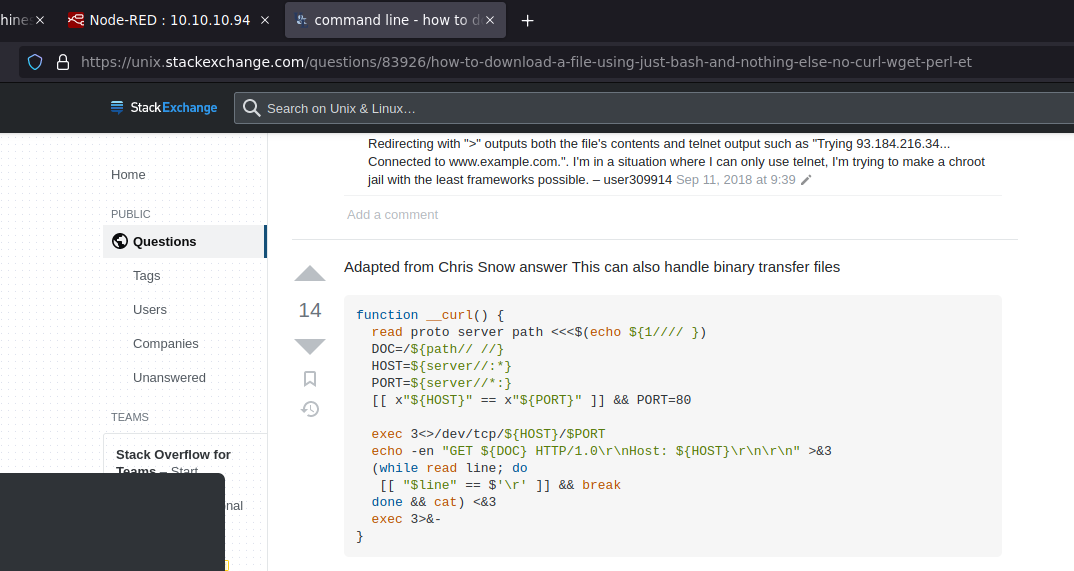 hines
Node-RED : 10.10.10.94
command line - how to d
https://unix.stackexchange.com/questions/83926/how-to-download-a-file-using-just-bash-and-nothing-else-no-curl-wget-perl-et
StackExchange
Search on Unix & Linux…
Home
PUBLIC
Questions
Tags
Users
Companies
Unanswered
TEAMS
Stack Overflow for
Teams – Start
nal
Redirecting with ">" outputs both the file's contents and telnet output such as "Trying 93.184.216.34...
Connected to www.example.com.". I'm in a situation where I can only use telnet, I'm trying to make a chroot
jail with the least frameworks possible. – user309914 Sep 11, 2018 at 9:39
Add a comment
14
Adapted from Chris Snow answer This can also handle binary transfer files
function __curl() {
  read proto server path <<<$(echo ${1//// })
  DOC=/${path// //}
  HOST=${server//:*}
  PORT=${server//*:}
  [[ x"${HOST}" == x"${PORT}" ]] && PORT=80
  exec 3<>/dev/tcp/${HOST}/$PORT
  echo -en "GET ${DOC} HTTP/1.0\r\nHost: ${HOST}\r\n\r\n" >&3
  (while read line; do
   [[ "$line" == $'\r' ]] && break
  done && cat) <&3
  exec 3>&-
}